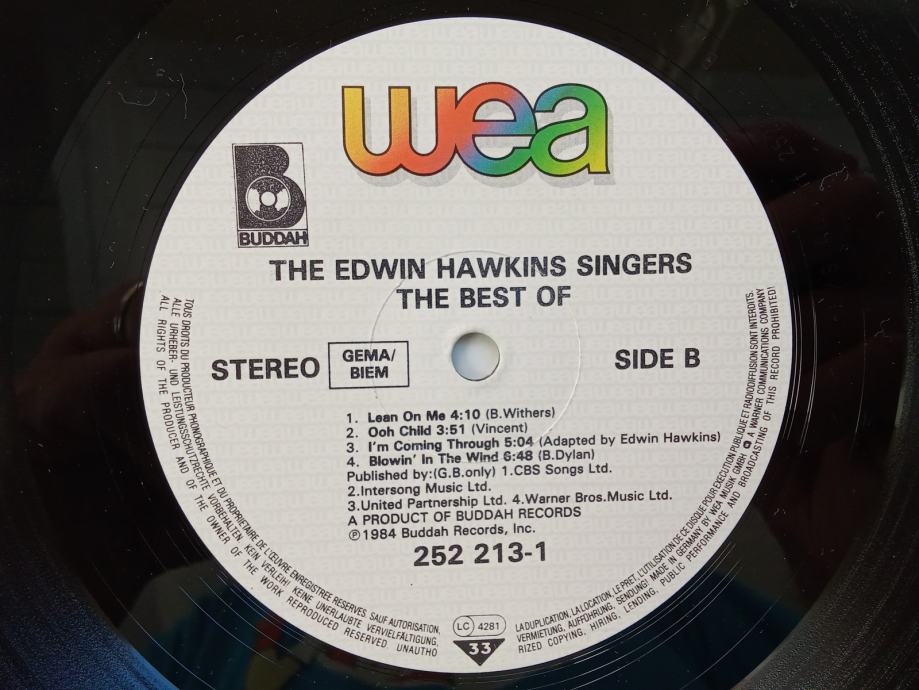 wea
B
BUDDAH
THE EDWIN HAWKINS SINGERS
THE BEST OF
STEREO
GEMA/
BIEM
SIDE B
1. Lean On Me 4:10 (B.Withers)
2. Ooh Child 3:51 (Vincent)
3. I'm Coming Through 5:04 (Adapted by Edwin Hawkins)
4. Blowin' In The Wind 6:48 (B.Dylan)
Published by:(G.B.only) 1.CBS Songs Ltd.
2.Intersong Music Ltd.
3.United Partnership Ltd. 4.Warner Bros.Music Ltd.
A PRODUCT OF BUDDAH RECORDS
℗1984 Buddah Records, Inc.
252 213-1
TOUS DROITS DU PRODUCTEUR PHONOGRAPHIQUE ET DU PROPRIETAIRE DE L'ŒUVRE ENREGISTREE RESERVES. SAUF AUTORISATION,
ALLE URHEBER- UND LEISTUNGSSCHUTZRECHTE VORBEHALTEN. KEIN VERLEIH! KEINE UNERLAUBTE VERVIELFÄLTIGUNG,
ALL RIGHTS OF THE PRODUCER AND OF THE OWNER OF THE WORK REPRODUCED RESERVED. UNAUTHO
LC 4281
33
LA DUPLICATION, LA LOCATION, LE PRET, L'UTILISATION DE CE DISQUE POUR EXECUTION PUBLIQUE ET RADIODIFFUSION SONT INTERDITS.
VERMIETUNG, AUFFÜHRUNG, SENDUNG! MADE IN GERMANY BY WEA MUSIK GMBH A WARNER COMMUNICATIONS COMPANY
RIZED COPYING, HIRING, LENDING, PUBLIC PERFORMANCE AND BROADCASTING OF THIS RECORD PROHIBITED!